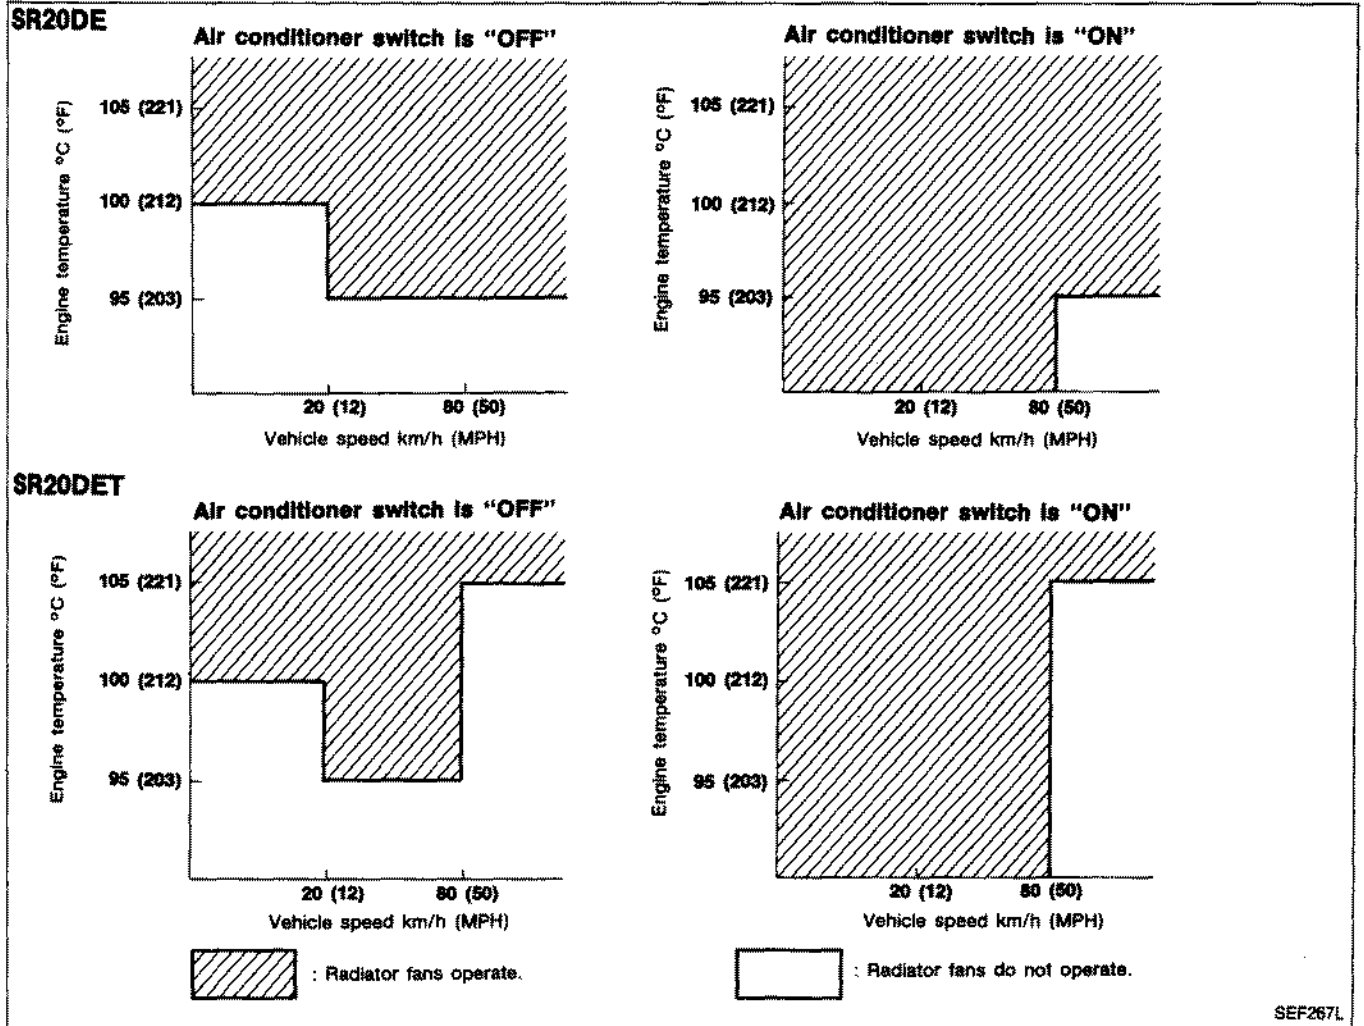 SR20DE
Air conditioner switch is "OFF"
Engine temperature °C (°F)
105 (221)
100 (212)
95 (203)
20 (12)
80 (50)
Vehicle speed km/h (MPH)
Air conditioner switch is "ON"
Engine temperature °C (°F)
105 (221)
100 (212)
95 (203)
20 (12)
80 (50)
Vehicle speed km/h (MPH)
SR20DET
Air conditioner switch is "OFF"
Engine temperature °C (°F)
105 (221)
100 (212)
95 (203)
20 (12)
80 (50)
Vehicle speed km/h (MPH)
Air conditioner switch is "ON"
Engine temperature °C (°F)
105 (221)
100 (212)
95 (203)
20 (12)
80 (50)
Vehicle speed km/h (MPH)
: Radiator fans operate.
: Radiator fans do not operate.
SEF267L